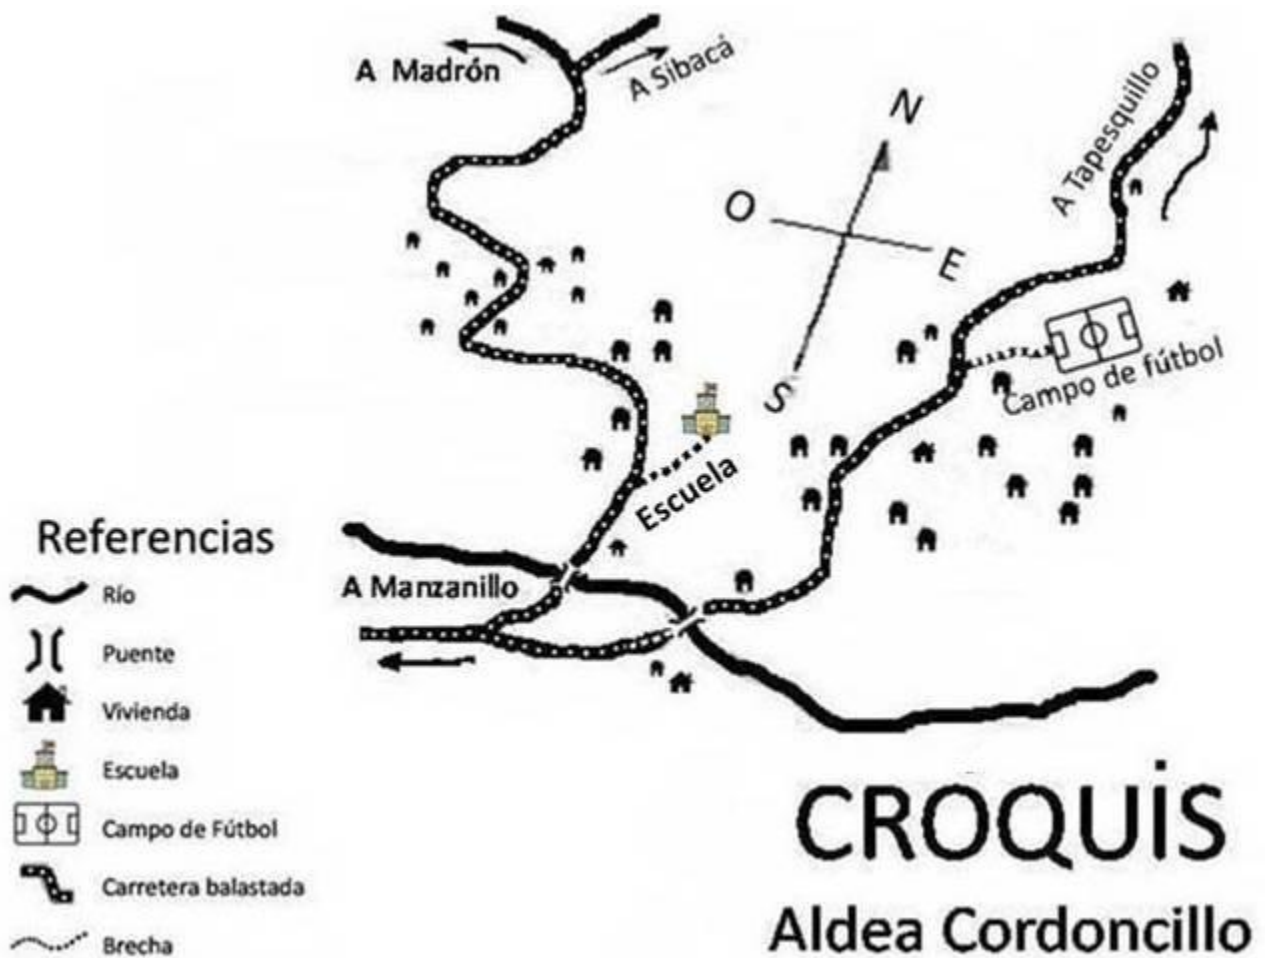 A Madrón
A Sibacá
A Tapesquillo
N
O
E
S
Campo de fútbol
Escuela
A Manzanillo
Referencias
Río
Puente
Vivienda
Escuela
Campo de Fútbol
Carretera balastada
Brecha
CROQUIS
Aldea Cordoncillo